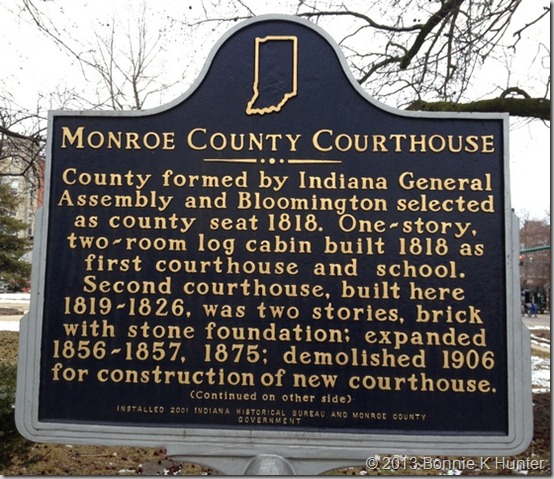 MONROE COUNTY COURTHOUSE
County formed by Indiana General
Assembly and Bloomington selected
as county seat 1818. One-story,
two-room log cabin built 1818 as
first courthouse and school.
Second courthouse, built here
1819-1826, was two stories, brick
with stone foundation; expanded
1856-1857, 1875; demolished 1906
for construction of new courthouse.
(Continued on other side)
INSTALLED 2001 INDIANA HISTORICAL BUREAU AND MONROE COUNTY
GOVERNMENT
© 2013 Bonnie K Hunter